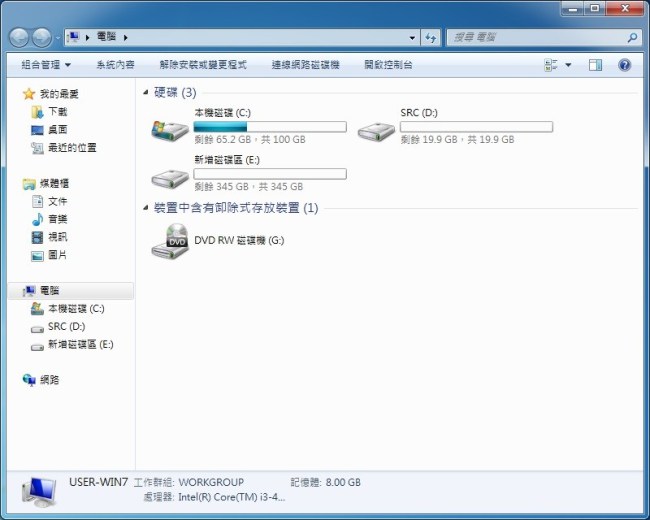 電腦
搜尋 電腦
組合管理 系統內容 解除安裝或變更程式 連線網路磁碟機 開啟控制台
我的最愛
下載
桌面
最近的位置
媒體櫃
文件
音樂
視訊
圖片
電腦
本機磁碟 (C:)
SRC (D:)
新增磁碟區 (E:)
網路
硬碟 (3)
本機磁碟 (C:)
剩餘 65.2 GB，共 100 GB
SRC (D:)
剩餘 19.9 GB，共 19.9 GB
新增磁碟區 (E:)
剩餘 345 GB，共 345 GB
裝置中含有卸除式存放裝置 (1)
DVD
DVD RW 磁碟機 (G:)
USER-WIN7 工作群組: WORKGROUP 記憶體: 8.00 GB
處理器: Intel(R) Core(TM) i3-4...